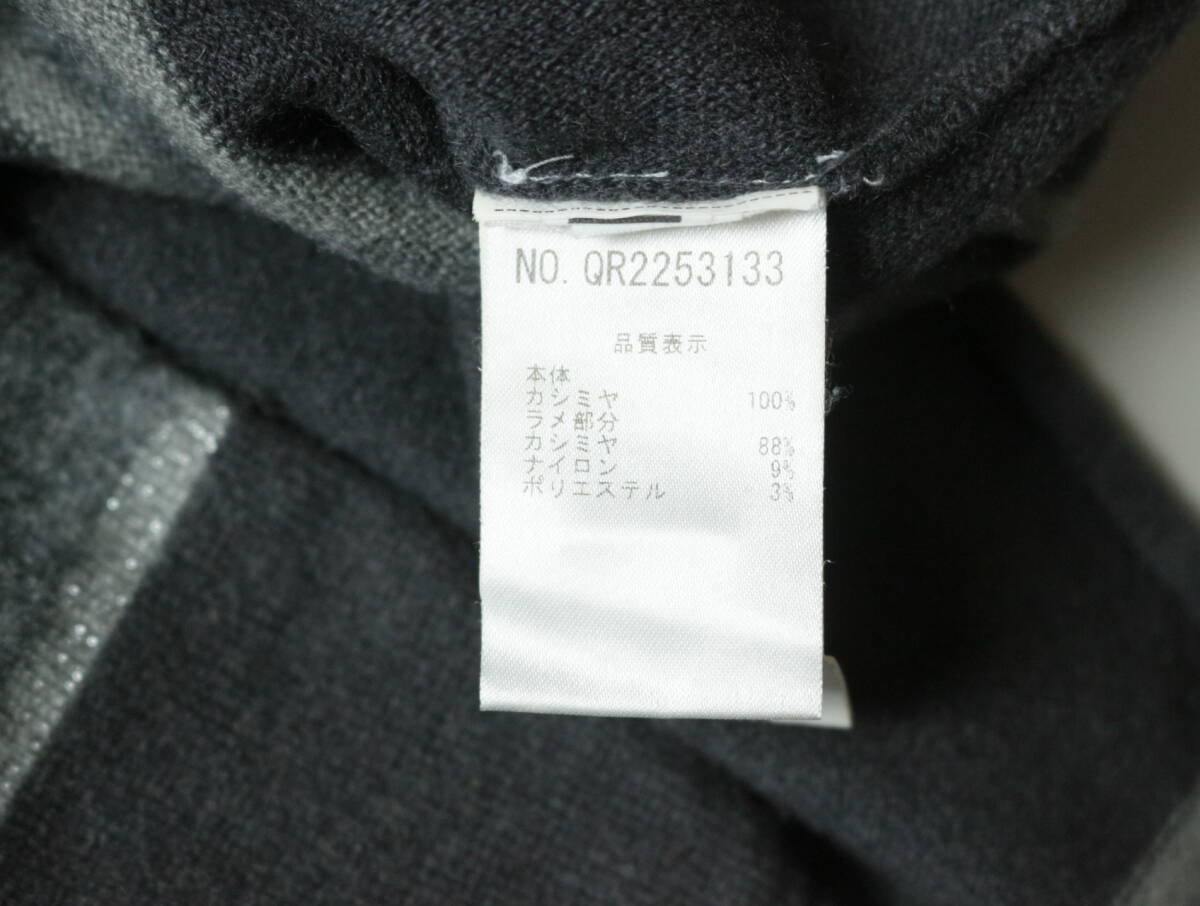 NO. QR2253133
品質表示
本体
カシミヤ 100%
ラメ部分
カシミヤ 88%
ナイロン 9%
ポリエステル 3%